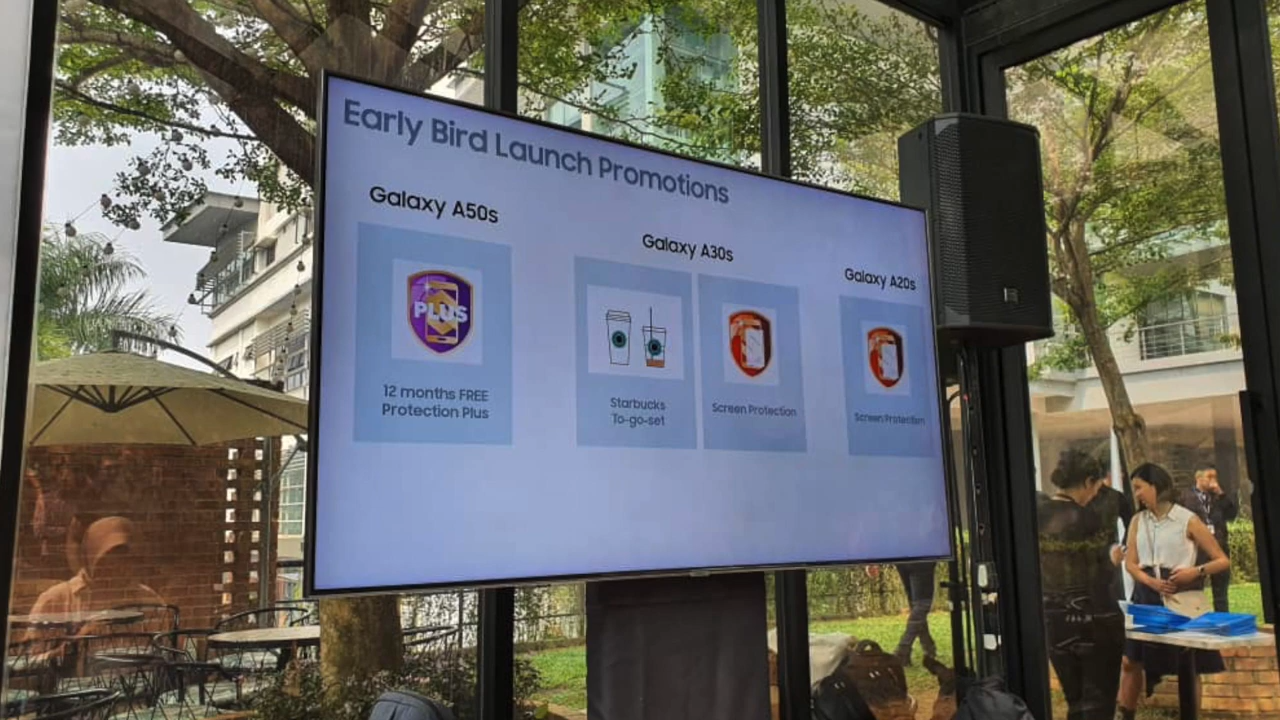 Early Bird Launch Promotions
Galaxy A50s
PLUS
12 months FREE
Protection Plus
Galaxy A30s
Starbucks
To-go-set
Screen Protection
Galaxy A20s
Screen Protection